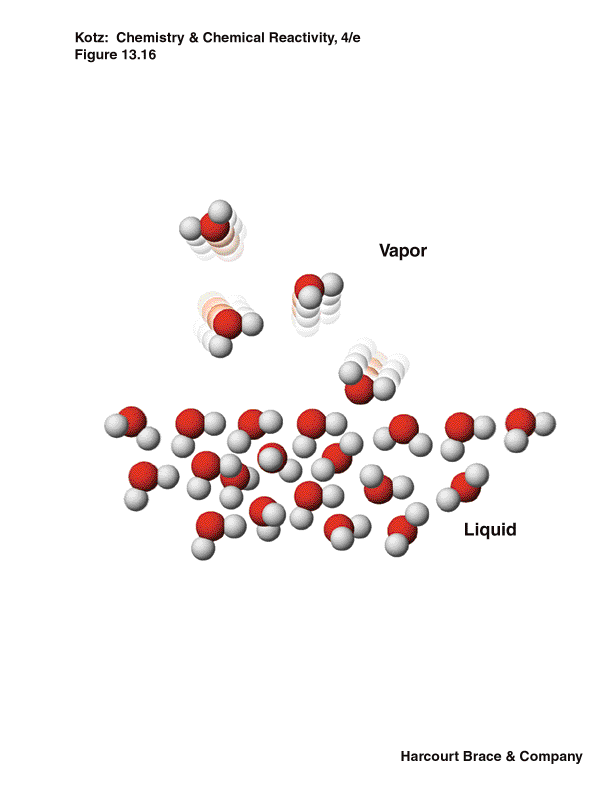 Kotz:  Chemistry & Chemical Reactivity, 4/e
Figure 13.16
Vapor
Liquid
Harcourt Brace & Company